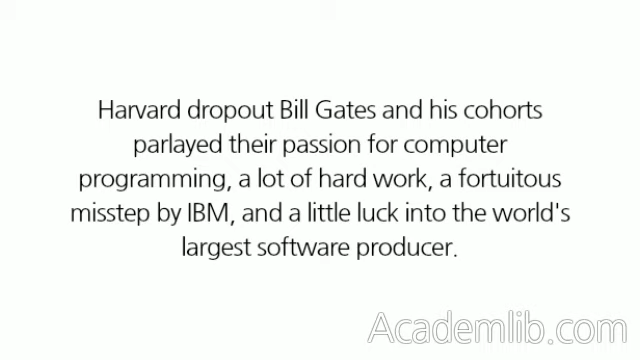 Harvard dropout Bill Gates and his cohorts
parlayed their passion for computer
programming, a lot of hard work, a fortuitous
misstep by IBM, and a little luck into the world's
largest software producer.
Academlib.com